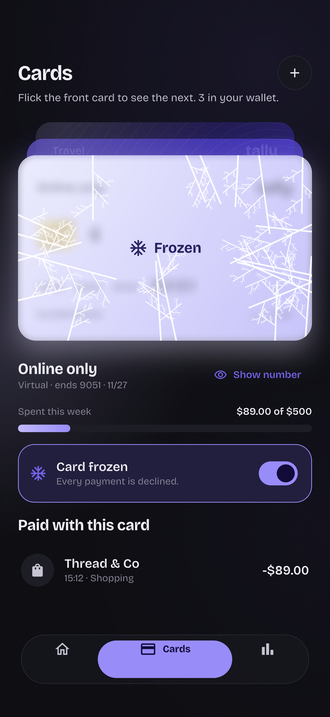 Cards
Flick the front card to see the next. 3 in your wallet.
Travel tally
Frozen
Online only
Show number
Virtual · ends 9051 · 11/27
Spent this week $89.00 of $500
Card frozen
Every payment is declined.
Paid with this card
Thread & Co
15:12 · Shopping
-$89.00
Cards